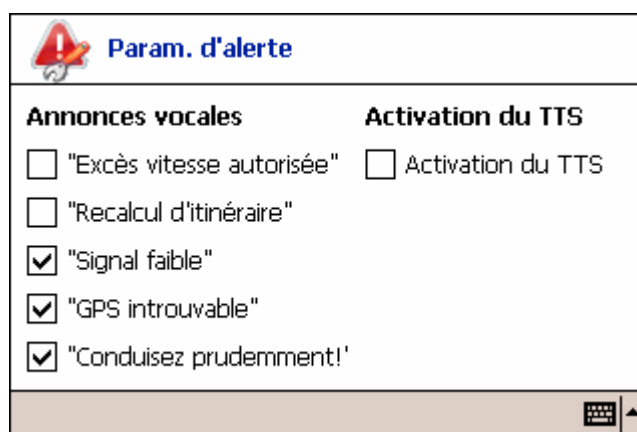 Param. d'alerte
Annonces vocales
"Excès vitesse autorisée"
"Recalcul d'itinéraire"
"Signal faible"
"GPS introuvable"
"Conduisez prudemment!'
Activation du TTS
Activation du TTS